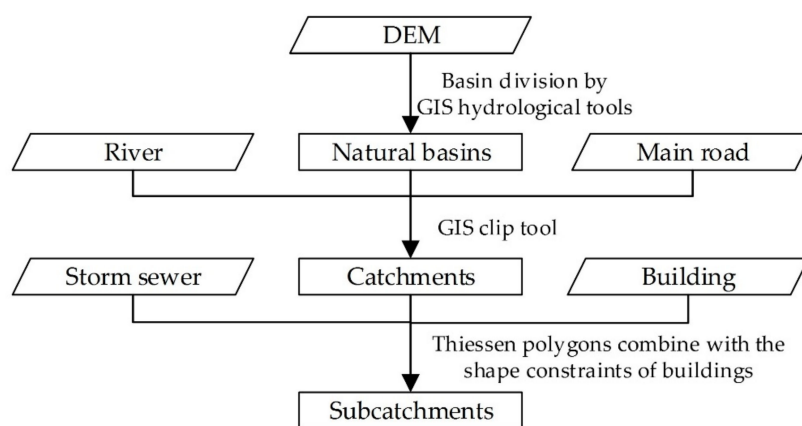 DEM
Basin division by
GIS hydrological tools
River
Natural basins
Main road
GIS clip tool
Storm sewer
Catchments
Building
Thiessen polygons combine with the
shape constraints of buildings
Subcatchments